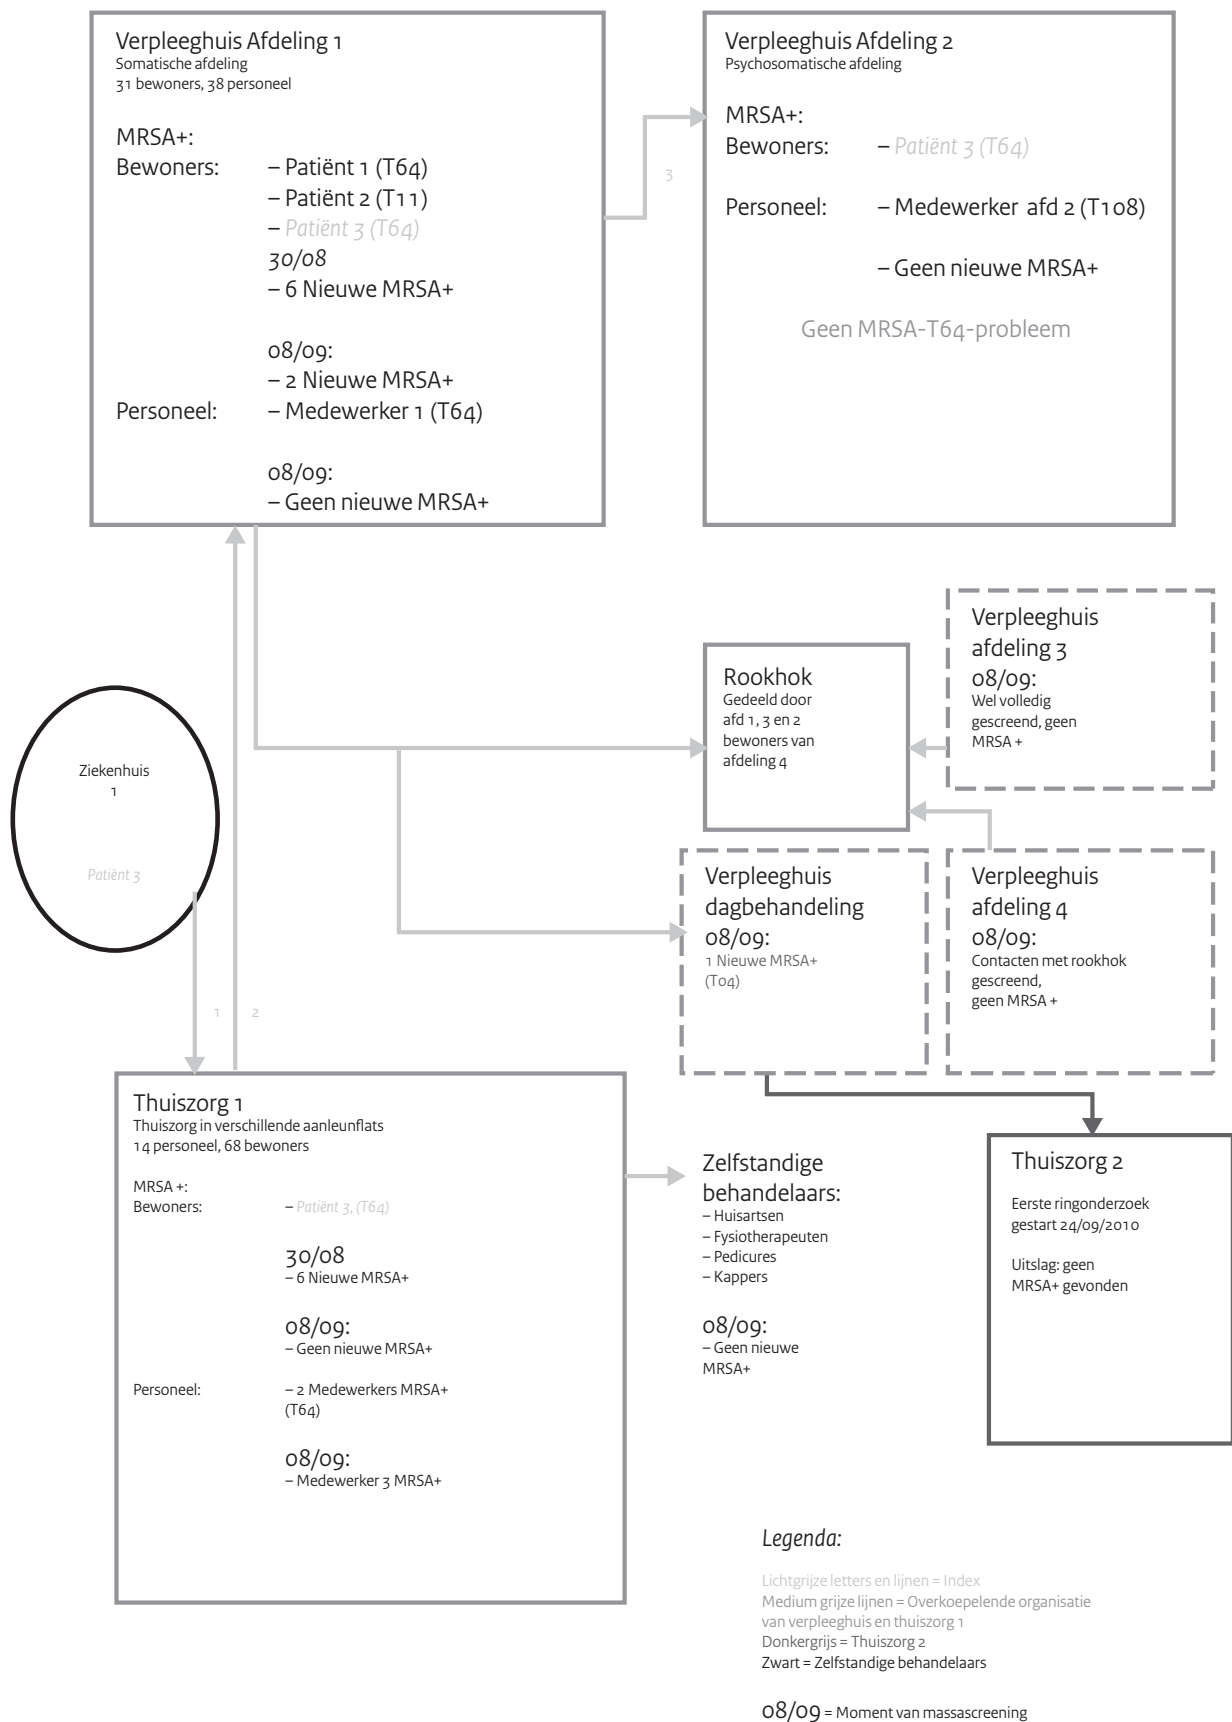 Verpleeghuis Afdeling 1
Somatische afdeling
31 bewoners, 38 personeel
MRSA+:
Bewoners: – Patiënt 1 (T64)
– Patiënt 2 (T11)
– Patiënt 3 (T64)
30/08
– 6 Nieuwe MRSA+
08/09:
– 2 Nieuwe MRSA+
Personeel: – Medewerker 1 (T64)
08/09:
– Geen nieuwe MRSA+
Verpleeghuis Afdeling 2
Psychosomatische afdeling
MRSA+:
Bewoners: – Patiënt 3 (T64)
Personeel: – Medewerker afd 2 (T108)
– Geen nieuwe MRSA+
Geen MRSA-T64-probleem
3
Verpleeghuis
afdeling 3
08/09:
Wel volledig
gescreend, geen
MRSA +
Rookhok
Gedeeld door
afd 1, 3 en 2
bewoners van
afdeling 4
Ziekenhuis
1
Patiënt 3
Verpleeghuis
dagbehandeling
08/09:
1 Nieuwe MRSA+
(T04)
Verpleeghuis
afdeling 4
08/09:
Contacten met rookhok
gescreend,
geen MRSA +
1 2
Thuiszorg 1
Thuiszorg in verschillende aanleunflats
14 personeel, 68 bewoners
MRSA +:
Bewoners: – Patiënt 3, (T64)
30/08
– 6 Nieuwe MRSA+
08/09:
– Geen nieuwe MRSA+
Personeel: – 2 Medewerkers MRSA+
(T64)
08/09:
– Medewerker 3 MRSA+
Zelfstandige
behandelaars:
– Huisartsen
– Fysiotherapeuten
– Pedicures
– Kappers
08/09:
– Geen nieuwe
MRSA+
Thuiszorg 2
Eerste ringonderzoek
gestart 24/09/2010
Uitslag: geen
MRSA+ gevonden
Legenda:
Lichtgrijze letters en lijnen = Index
Medium grijze lijnen = Overkoepelende organisatie
van verpleeghuis en thuiszorg 1
Donkergrijs = Thuiszorg 2
Zwart = Zelfstandige behandelaars
08/09 = Moment van massascreening